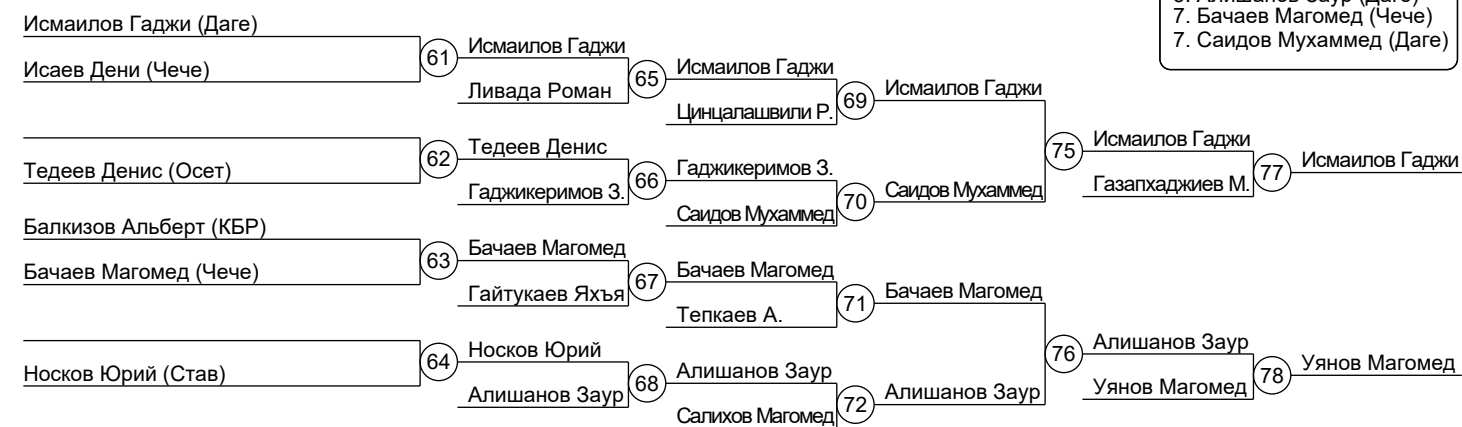 5. Алишанов Заур (Даге)
7. Бачаев Магомед (Чече)
7. Саидов Мухаммед (Даге)
Исмаилов Гаджи (Даге)
Исаев Дени (Чече)
61
Исмаилов Гаджи
Ливада Роман
65
Исмаилов Гаджи
Цинцалашвили Р.
69
Исмаилов Гаджи
Тедеев Денис (Осет)
62
Тедеев Денис
Гаджикеримов З.
66
Гаджикеримов З.
Саидов Мухаммед
70
Саидов Мухаммед
75
Исмаилов Гаджи
Газапхаджиев М.
77
Исмаилов Гаджи
Балкизов Альберт (КБР)
Бачаев Магомед (Чече)
63
Бачаев Магомед
Гайтукаев Яхъя
67
Бачаев Магомед
Тепкаев А.
71
Бачаев Магомед
Носков Юрий (Став)
64
Носков Юрий
Алишанов Заур
68
Алишанов Заур
Салихов Магомед
72
Алишанов Заур
76
Алишанов Заур
Уянов Магомед
78
Уянов Магомед